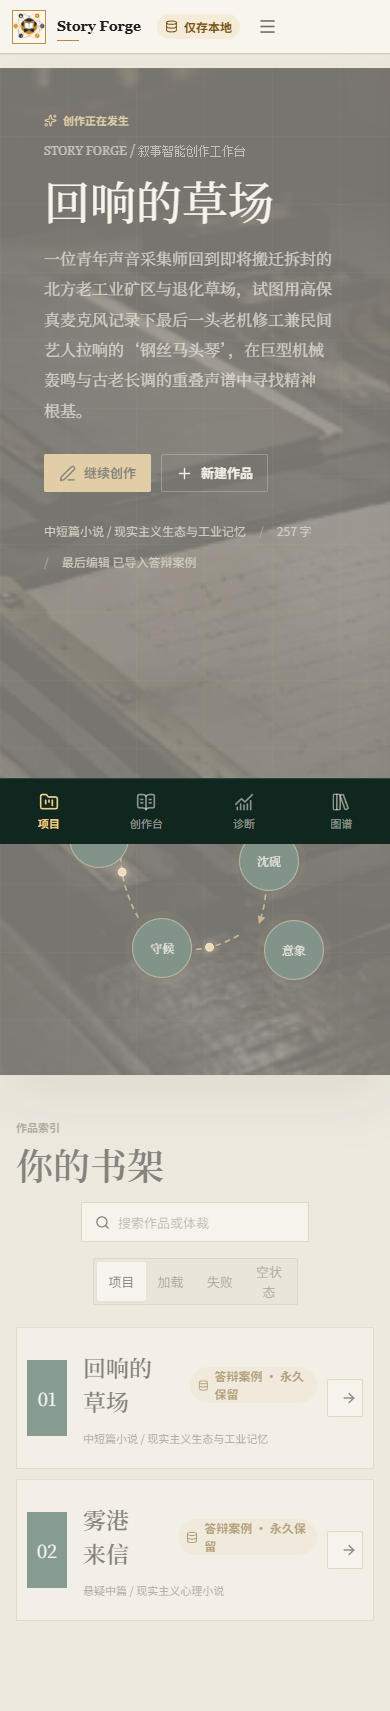 Story Forge
仅存本地
创作正在发生
STORY FORGE / 叙事智能创作工作台
回响的草场
一位青年声音采集师回到即将搬迁拆封的
北方老工业矿区与退化草场，试图用高保
真麦克风记录下最后一头老机修工兼民间
艺人拉响的‘钢丝马头琴’，在巨型机械
轰鸣与古老长调的重叠声谱中寻找精神
根基。
继续创作
新建作品
中短篇小说 / 现实主义生态与工业记忆 / 257 字
/ 最后编辑 已导入答辩案例
项目
创作台
诊断
图谱
沈砚
守候
意象
作品索引
你的书架
搜索作品或体裁
项目
加载
失败
空状
态
01
回响的
草场
答辩案例 · 永久
保留
中短篇小说 / 现实主义生态与工业记忆
02
雾港
来信
答辩案例 · 永久保
留
悬疑中篇 / 现实主义心理小说